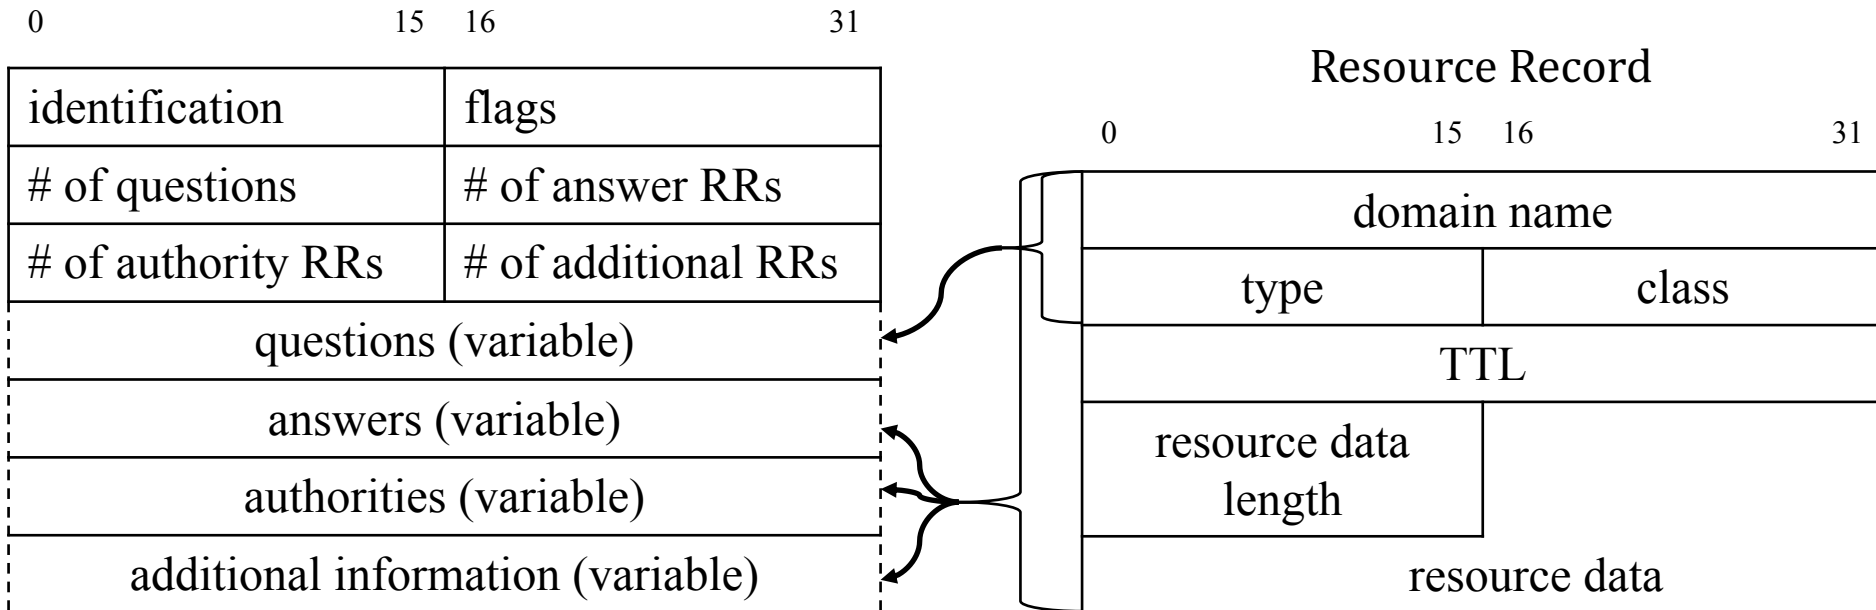 0 15 16 31
identification flags
# of questions # of answer RRs
# of authority RRs # of additional RRs
questions (variable)
answers (variable)
authorities (variable)
additional information (variable)
Resource Record
0 15 16 31
domain name
type class
TTL
resource data
length
resource data